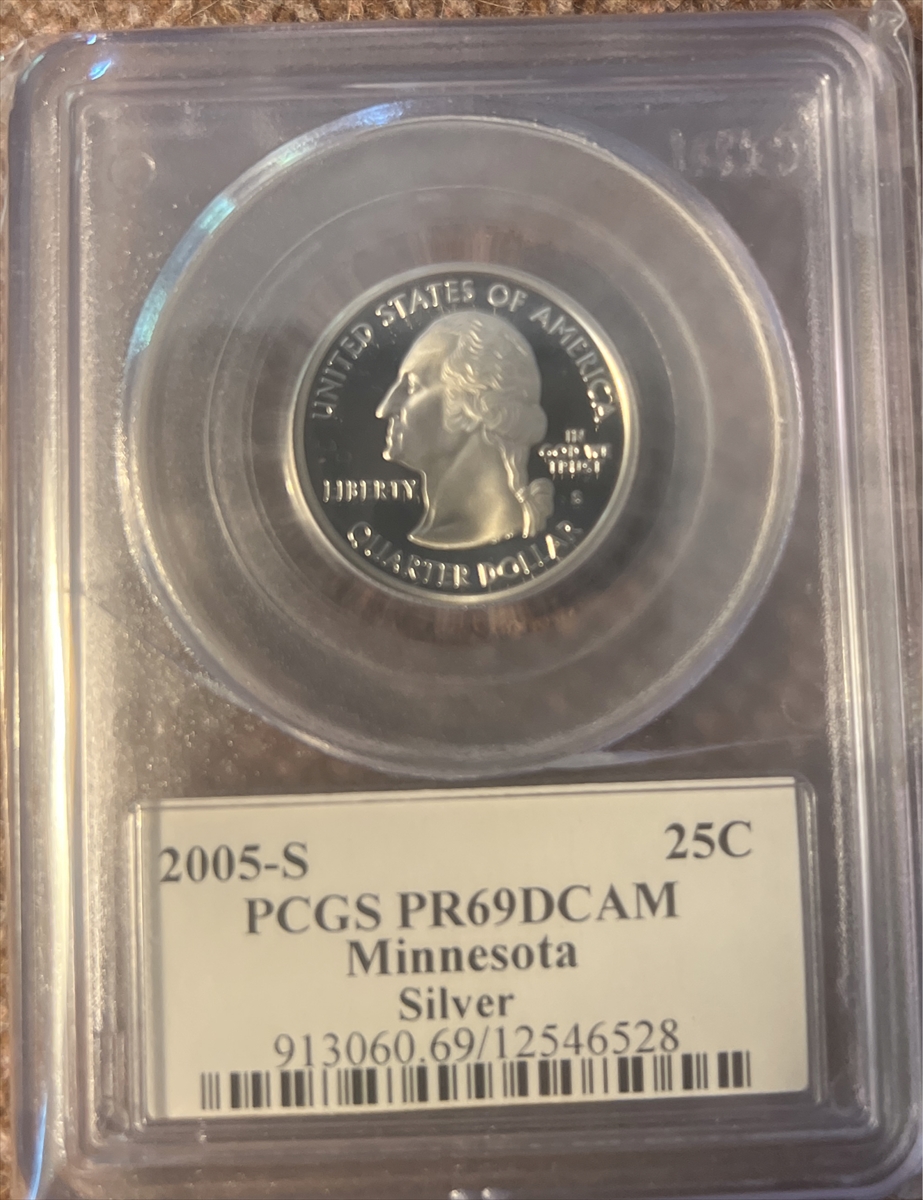 UNITED STATES OF AMERICA
IN
GOD WE
TRUST
LIBERTY
S
QUARTER DOLLAR
2005-S
25C
PCGS PR69DCAM
Minnesota
Silver
913060.69/12546528